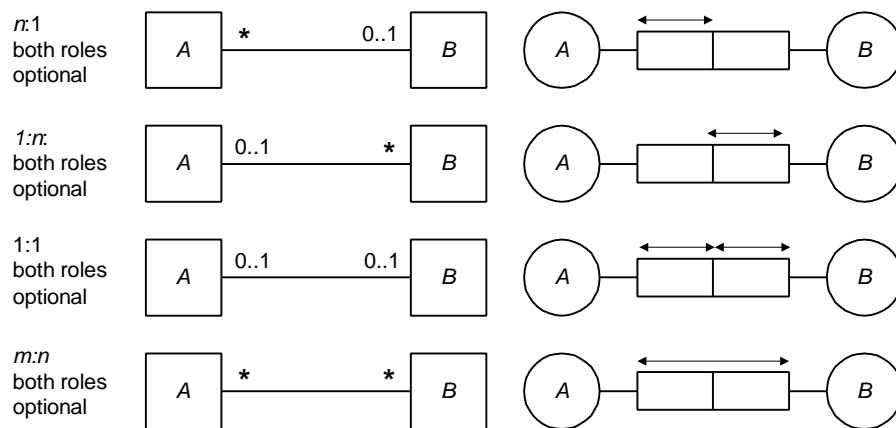 n:1
both roles
optional
A * 0..1 B A B
1:n:
both roles
optional
A 0..1 * B A B
1:1
both roles
optional
A 0..1 0..1 B A B
m:n
both roles
optional
A * * B A B